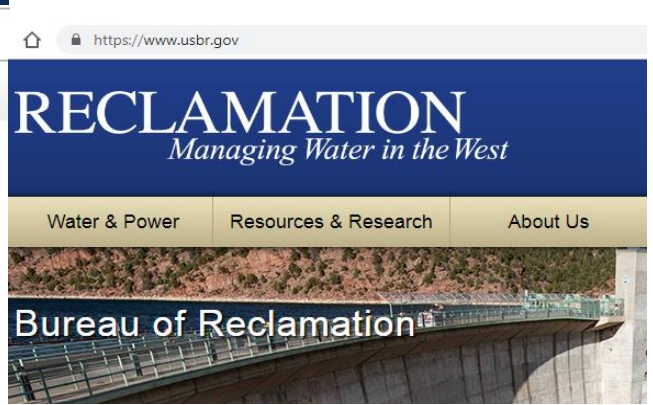 https://www.usbr.gov
RECLAMATION
Managing Water in the West
Water & Power Resources & Research About Us
Bureau of Reclamation